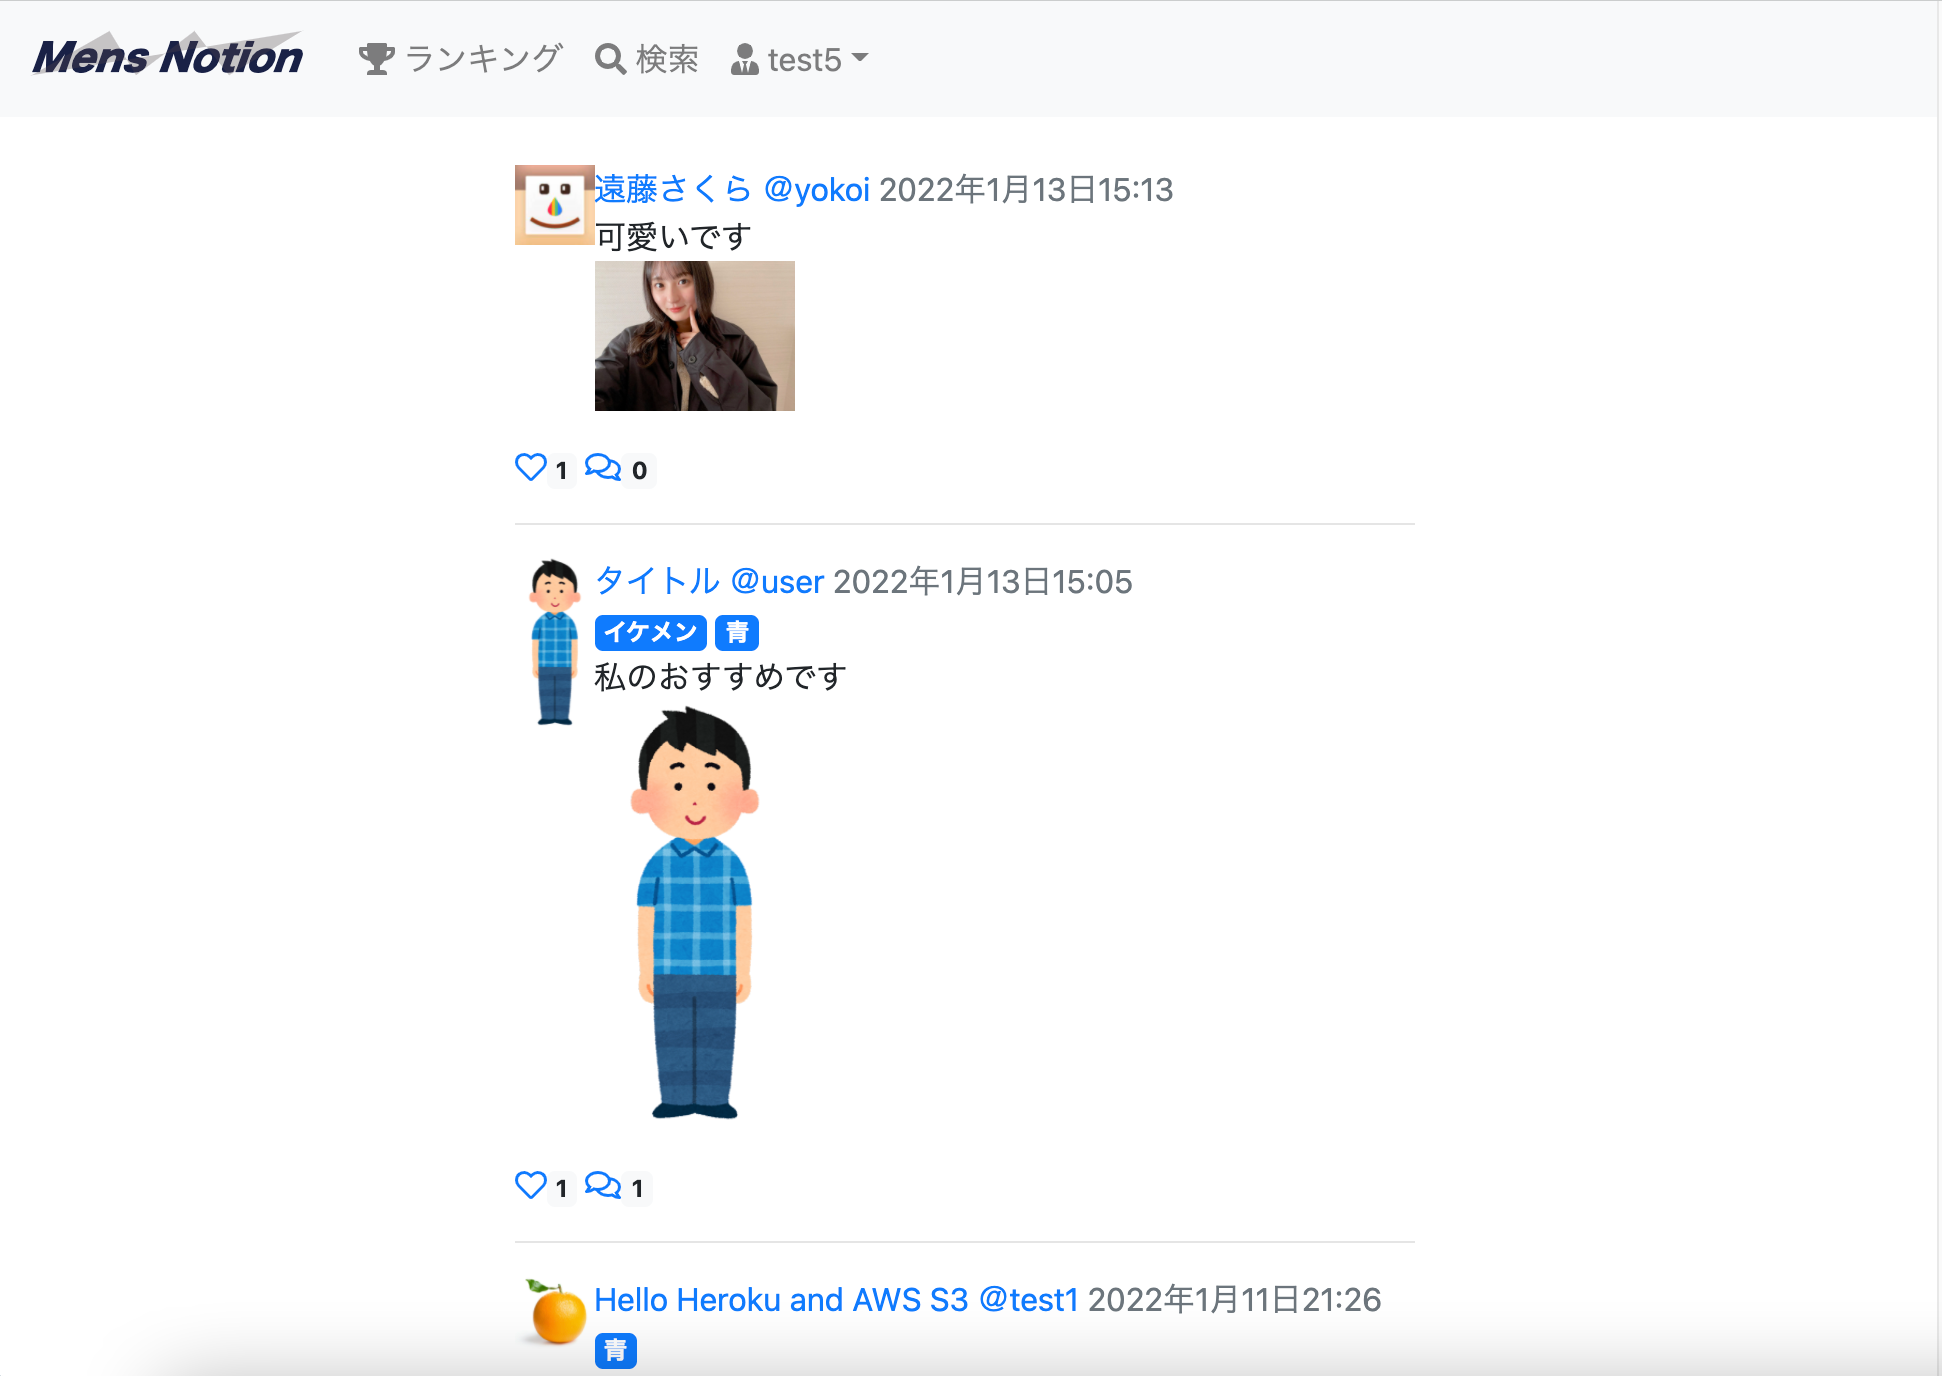 Mens Notion ランキング 検索 test5
遠藤さくら @yokoi 2022年1月13日15:13
可愛いです
1 0
タイトル @user 2022年1月13日15:05
イケメン 青
私のおすすめです
1 1
Hello Heroku and AWS S3 @test1 2022年1月11日21:26
青